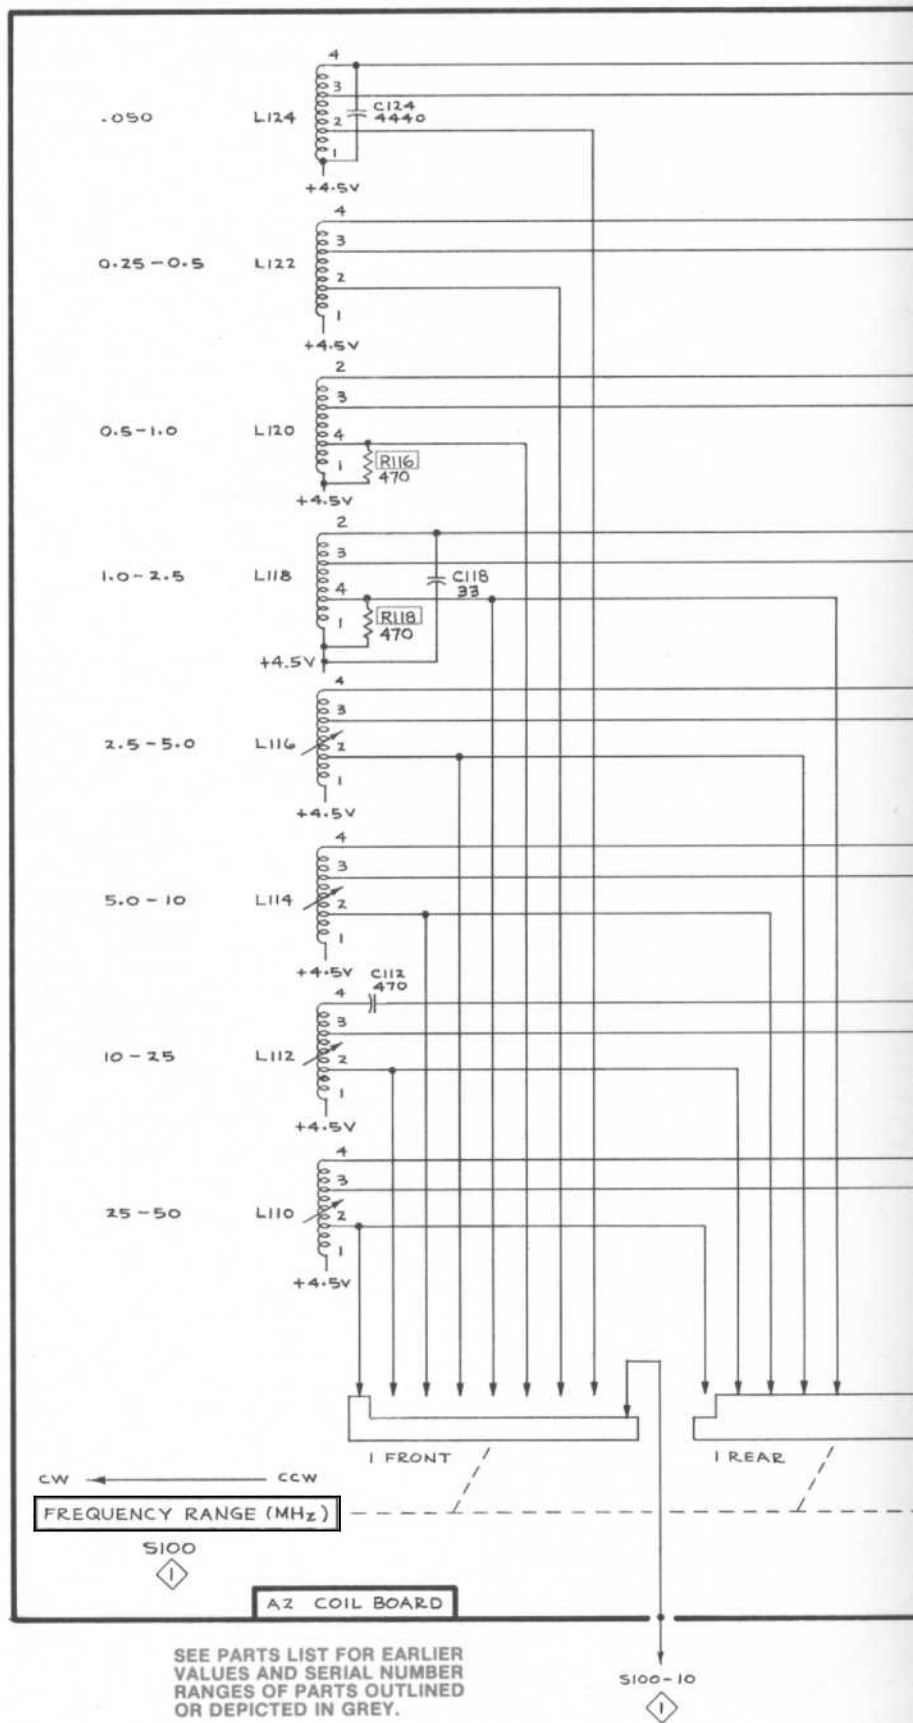 4
3
.050 L124 2 C124
4440
1
+4.5V
4
3
0.25-0.5 L122
2
1
+4.5V
2
3
0.5-1.0 L120 4
1 R116
470
+4.5V
2
3
1.0-2.5 L118 C118
33
4
1 R118
470
+4.5V
4
3
2.5-5.0 L116 2
1
+4.5V
4
3
5.0-10 L114 2
1
+4.5V
C112
470
4
3
10-25 L112 2
1
+4.5V
4
3
25-50 L110 2
1
+4.5V
1 FRONT 1 REAR
CW CCW
FREQUENCY RANGE (MHz)
S100
1
A2 COIL BOARD
SEE PARTS LIST FOR EARLIER
VALUES AND SERIAL NUMBER
RANGES OF PARTS OUTLINED
OR DEPICTED IN GREY.
S100-10
1